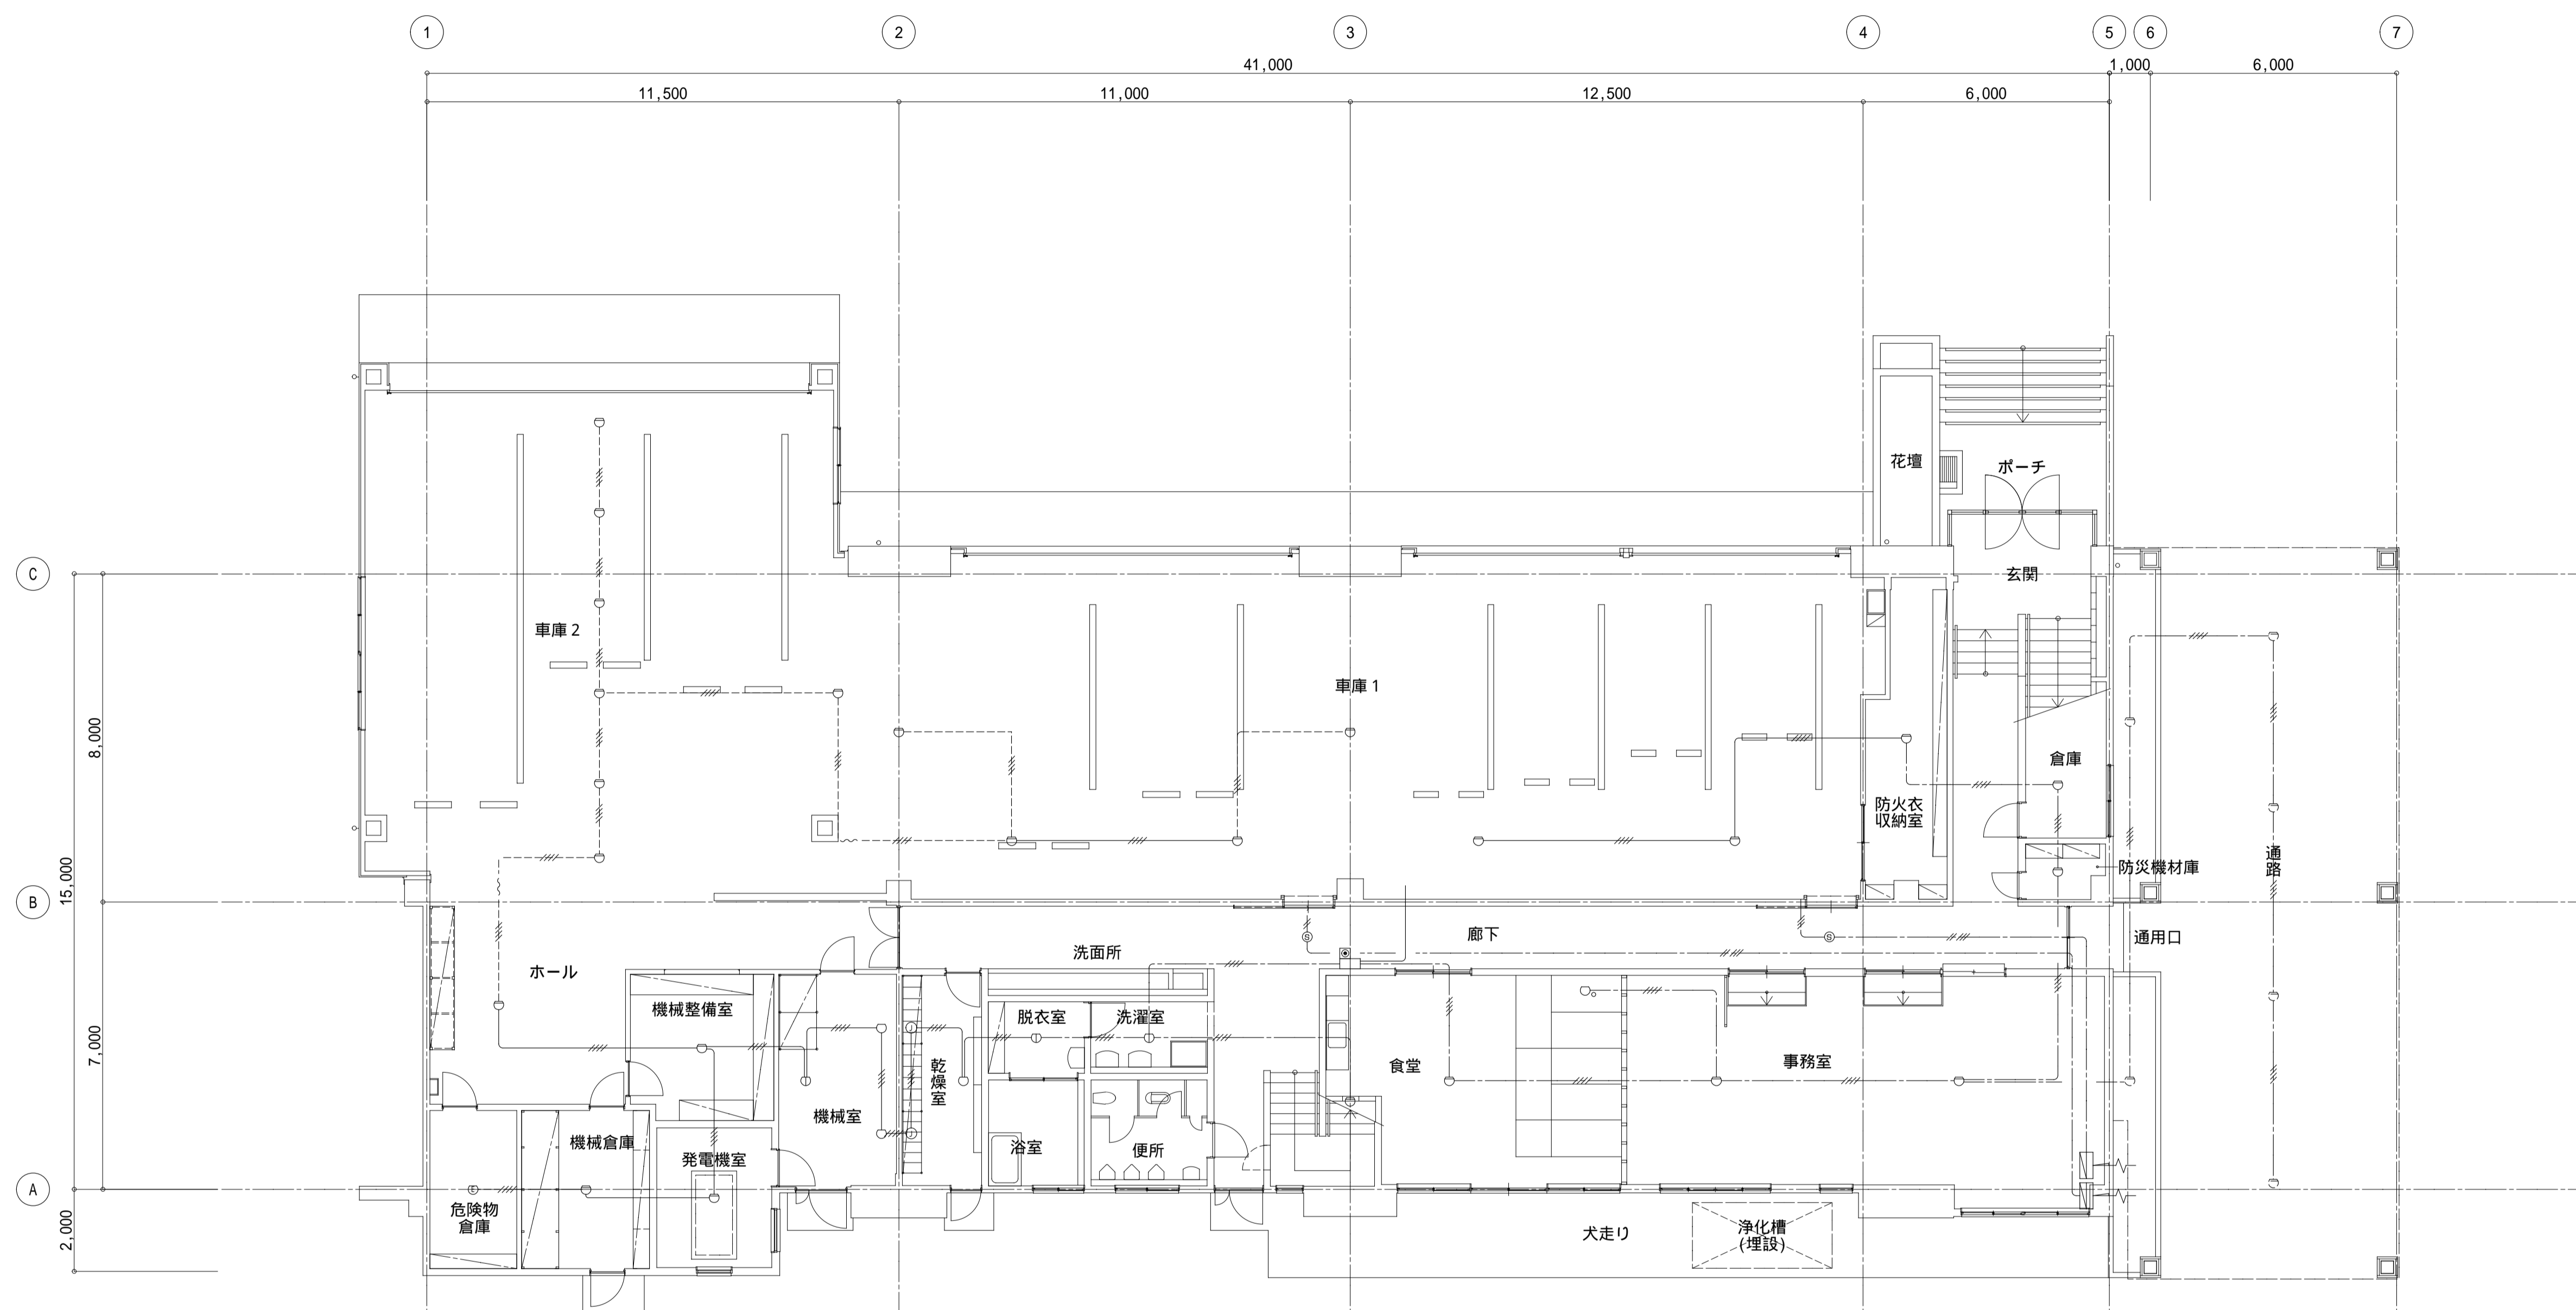 1 2 3 4 5 6 7
41,000 1,000 6,000
11,500 11,000 12,500 6,000
花壇
ポーチ
C
玄関
車庫2
車庫1
8,000
倉庫
防火衣
収納室
通路
防災機材庫
15,000
B
廊下
通用口
洗面所
ホール
機械整備室
脱衣室
洗濯室
S
S
7,000
乾燥室
食堂
事務室
J
J
機械室
機械倉庫
浴室
便所
発電機室
A
E
危険物
倉庫
2,000
犬走り
浄化槽
(埋設)